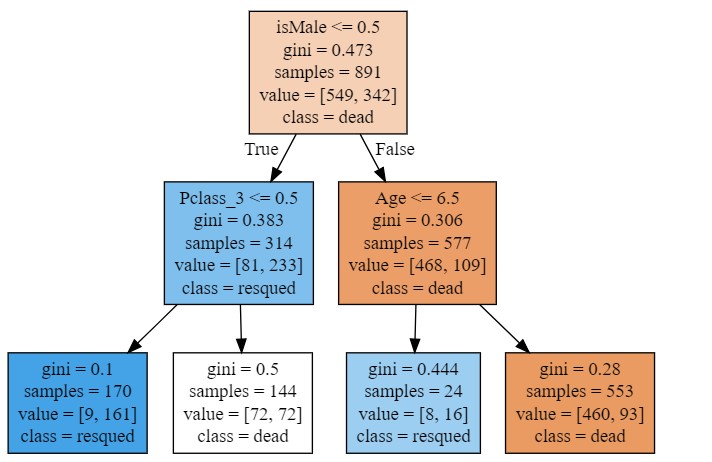 isMale <= 0.5
gini = 0.473
samples = 891
value = [549, 342]
class = dead
True
False
Pclass_3 <= 0.5
gini = 0.383
samples = 314
value = [81, 233]
class = resqued
Age <= 6.5
gini = 0.306
samples = 577
value = [468, 109]
class = dead
gini = 0.1
samples = 170
value = [9, 161]
class = resqued
gini = 0.5
samples = 144
value = [72, 72]
class = dead
gini = 0.444
samples = 24
value = [8, 16]
class = resqued
gini = 0.28
samples = 553
value = [460, 93]
class = dead